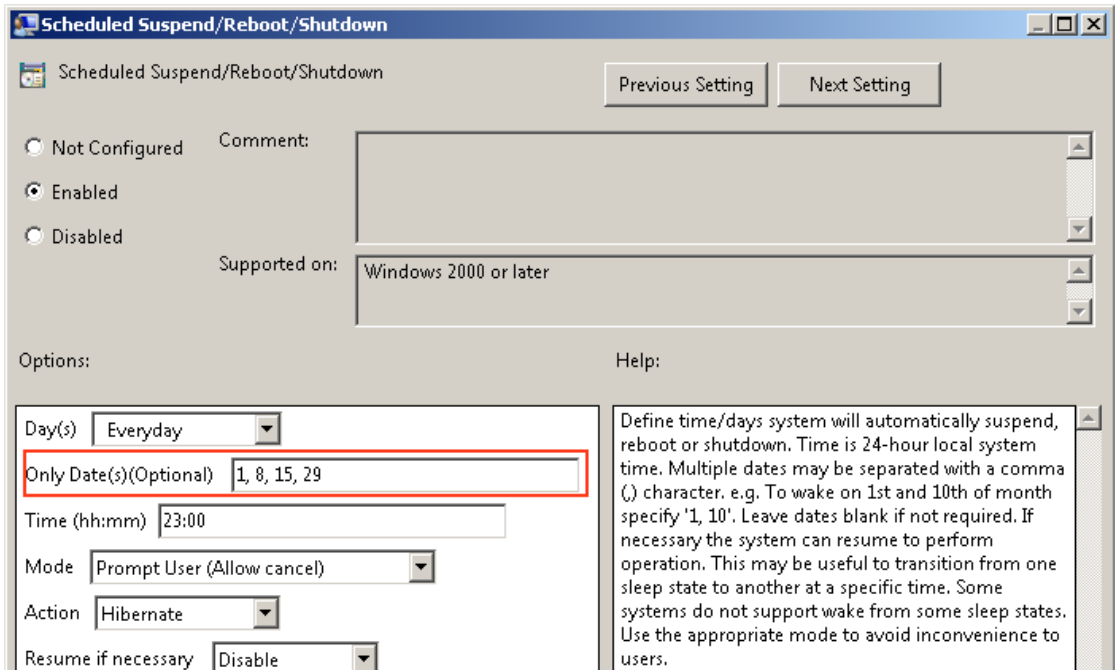 Scheduled Suspend/Reboot/Shutdown
Scheduled Suspend/Reboot/Shutdown
Previous Setting
Next Setting
Not Configured
Comment:
Enabled
Disabled
Supported on:
Windows 2000 or later
Options:
Help:
Day(s) Everyday
Only Date(s)(Optional) 1, 8, 15, 29
Time (hh:mm) 23:00
Mode Prompt User (Allow cancel)
Action Hibernate
Resume if necessary Disable
Define time/days system will automatically suspend,
reboot or shutdown. Time is 24-hour local system
time. Multiple dates may be separated with a comma
(,) character. e.g. To wake on 1st and 10th of month
specify '1, 10'. Leave dates blank if not required. If
necessary the system can resume to perform
operation. This may be useful to transition from one
sleep state to another at a specific time. Some
systems do not support wake from some sleep states.
Use the appropriate mode to avoid inconvenience to
users.